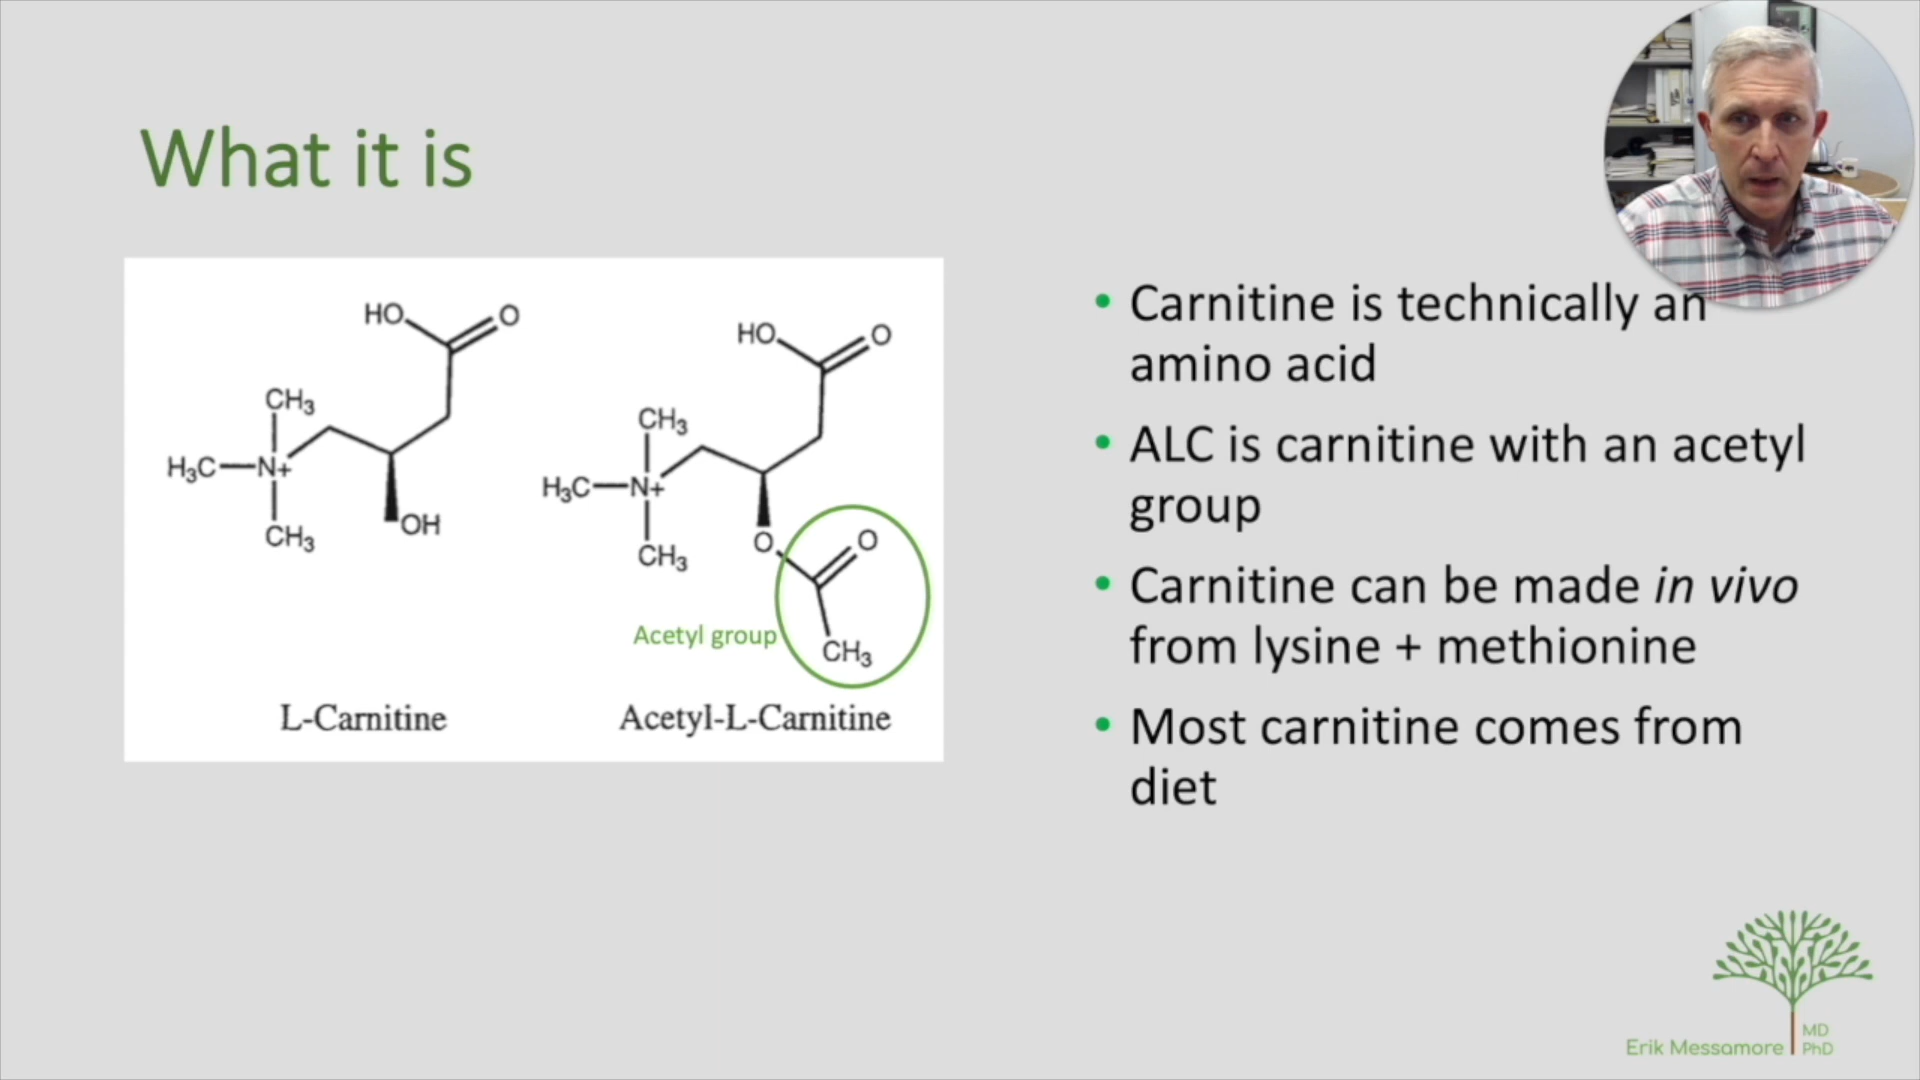 What it is
HO
O
CH3
H3C
N+
OH
CH3
L-Carnitine
HO
O
CH3
H3C
N+
CH3
O
O
Acetyl group
CH3
Acetyl-L-Carnitine
• Carnitine is technically an
amino acid
• ALC is carnitine with an acetyl
group
• Carnitine can be made in vivo
from lysine + methionine
• Most carnitine comes from
diet
Erik Messamore
MD
PhD